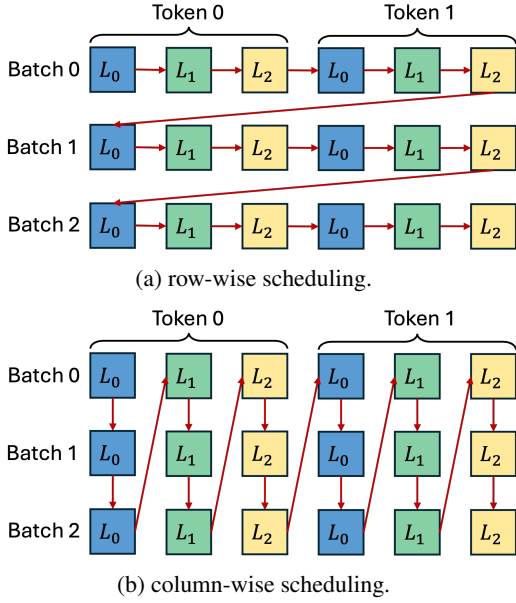 Token 0 Token 1
Batch 0 L₀ L₁ L₂ L₀ L₁ L₂
Batch 1 L₀ L₁ L₂ L₀ L₁ L₂
Batch 2 L₀ L₁ L₂ L₀ L₁ L₂
(a) row-wise scheduling.
Token 0 Token 1
Batch 0 L₀ L₁ L₂ L₀ L₁ L₂
Batch 1 L₀ L₁ L₂ L₀ L₁ L₂
Batch 2 L₀ L₁ L₂ L₀ L₁ L₂
(b) column-wise scheduling.